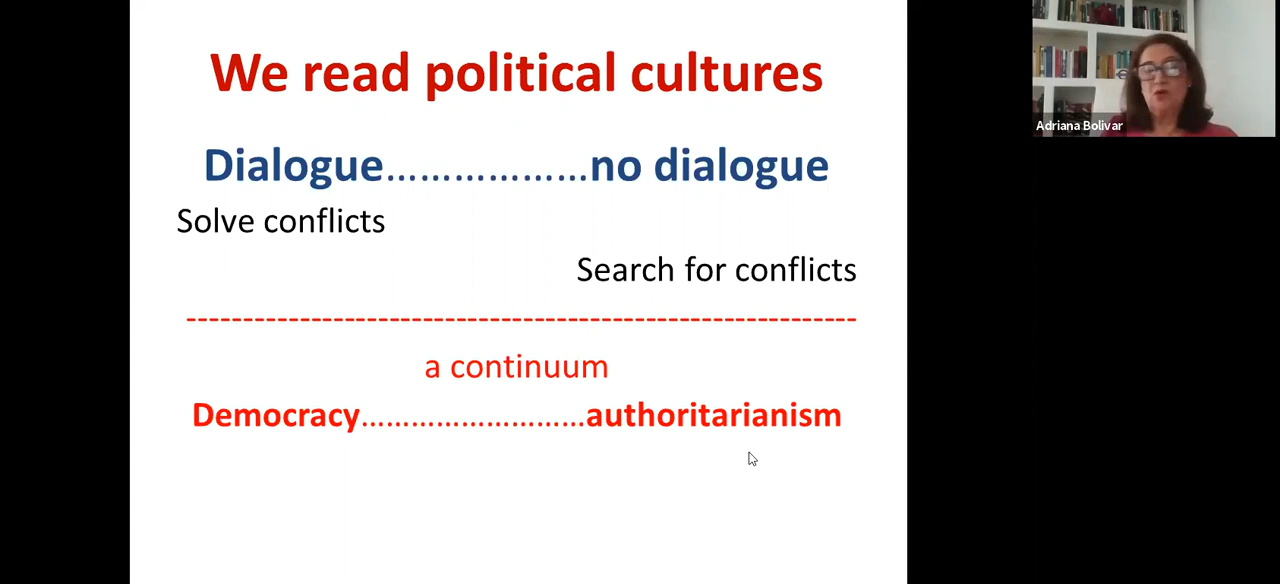 We read political cultures
Dialogue………………no dialogue
Solve conflicts
Search for conflicts
------------------------------------------------------------
a continuum
Democracy………………………authoritarianism
Adriana Bolivar